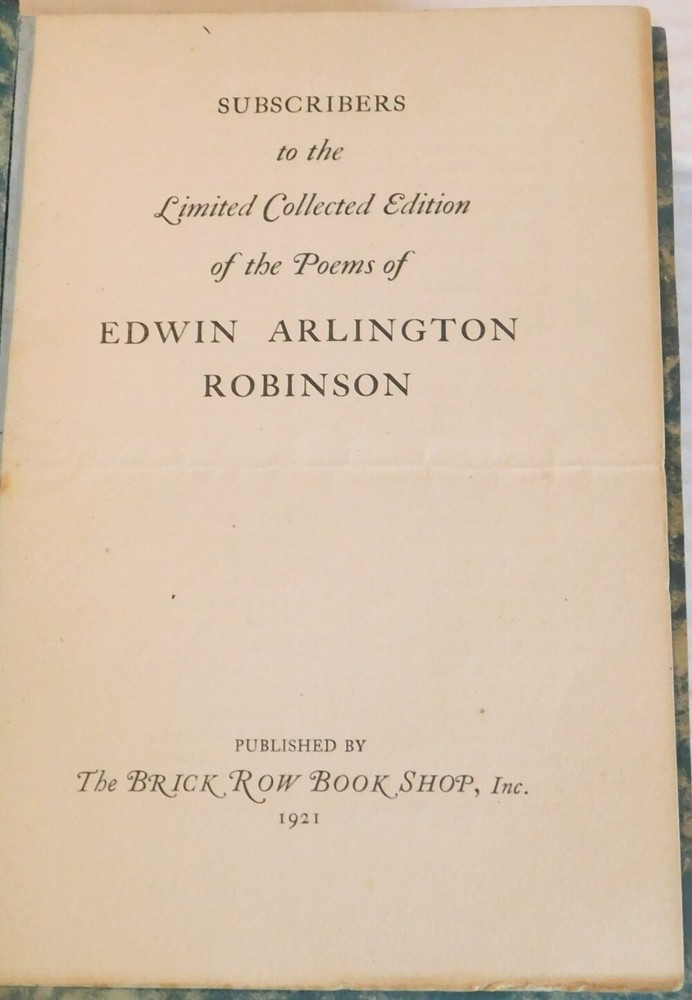 SUBSCRIBERS
to the
Limited Collected Edition
of the Poems of
EDWIN ARLINGTON
ROBINSON
PUBLISHED BY
The BRICK ROW BOOK SHOP, Inc.
1921